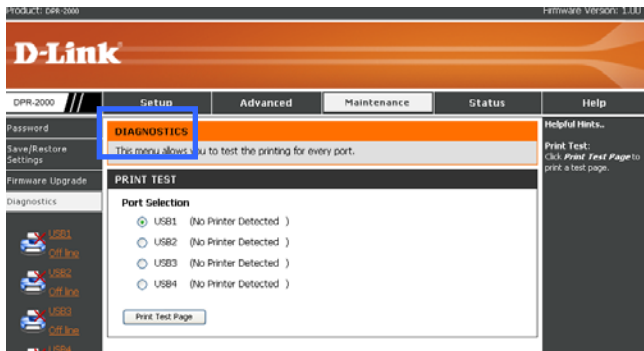 Product: DPR-2000 Firmware Version: 1.00
D-Link
DPR-2000 Setup Advanced Maintenance Status Help
Password
Save/Restore Settings
Firmware Upgrade
Diagnostics
USB1
Off line
USB2
Off line
USB3
Off line
USB4
DIAGNOSTICS
This menu allows you to test the printing for every port.
PRINT TEST
Port Selection
USB1 (No Printer Detected )
USB2 (No Printer Detected )
USB3 (No Printer Detected )
USB4 (No Printer Detected )
Print Test Page
Helpful Hints..
Print Test:
Click Print Test Page to
print a test page.